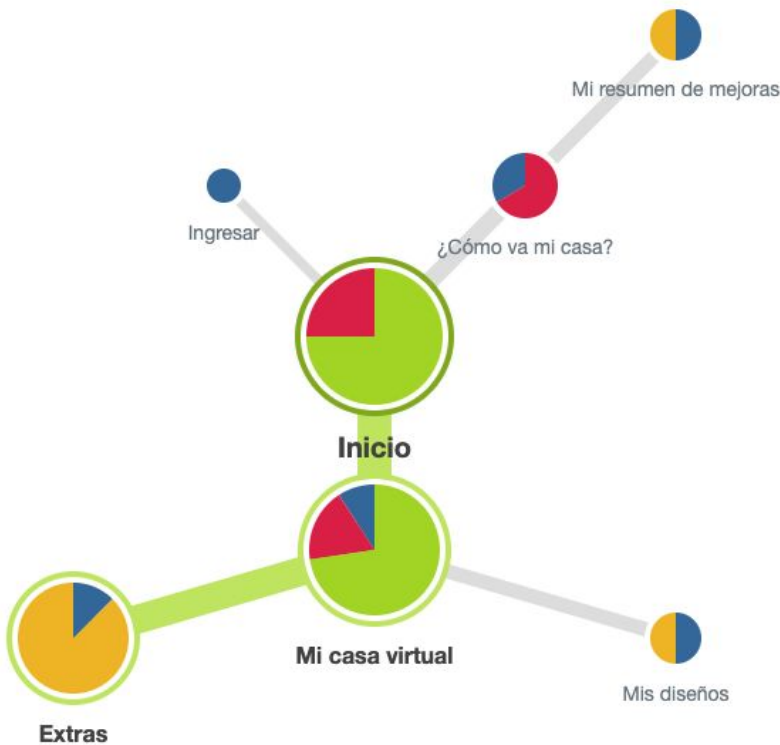 Mi resumen de mejoras
Ingresar
¿Cómo va mi casa?
Inicio
Mi casa virtual
Mis diseños
Extras